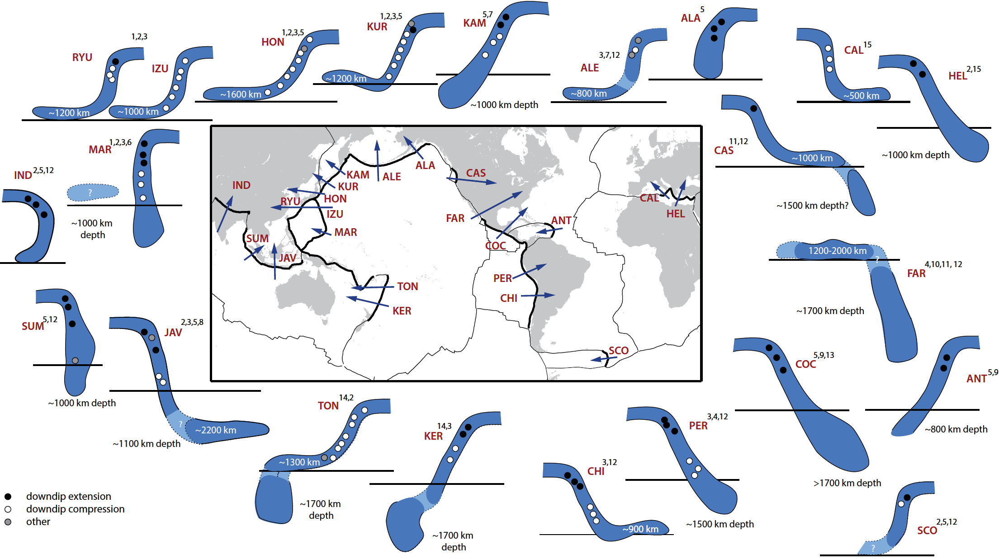 RYU
1,2,3
IZU
~1200 km
~1000 km
HON
1,2,3,5
~1600 km
KUR
1,2,3,5
~1200 km
KAM
5,7
~1000 km depth
ALE
3,7,12
~800 km
ALA
5
CAL
15
~500 km
HEL
2,15
~1000 km depth
CAS
11,12
~1000 km
~1500 km depth?
MAR
1,2,3,6
?
~1000 km
depth
IND
2,5,12
IND
RYU
SUM
JAV
KAM
KUR
HON
IZU
MAR
ALE
ALA
TON
KER
CAS
FAR
COC
ANT
PER
CHI
SCO
CAL
HEL
1200-2000 km
?
FAR
4,10,11, 12
~1700 km depth
SUM
5,12
~1000 km depth
JAV
2,3,5,8
?
~2200 km
~1100 km depth
TON
14,2
~1300 km
?
~1700 km
depth
KER
14,3
~1700 km
depth
CHI
3,12
~900 km
PER
3,4,12
~1500 km depth
COC
5,9,13
>1700 km depth
ANT
5,9
~800 km depth
SCO
2,5,12
?
downdip extension
downdip compression
other